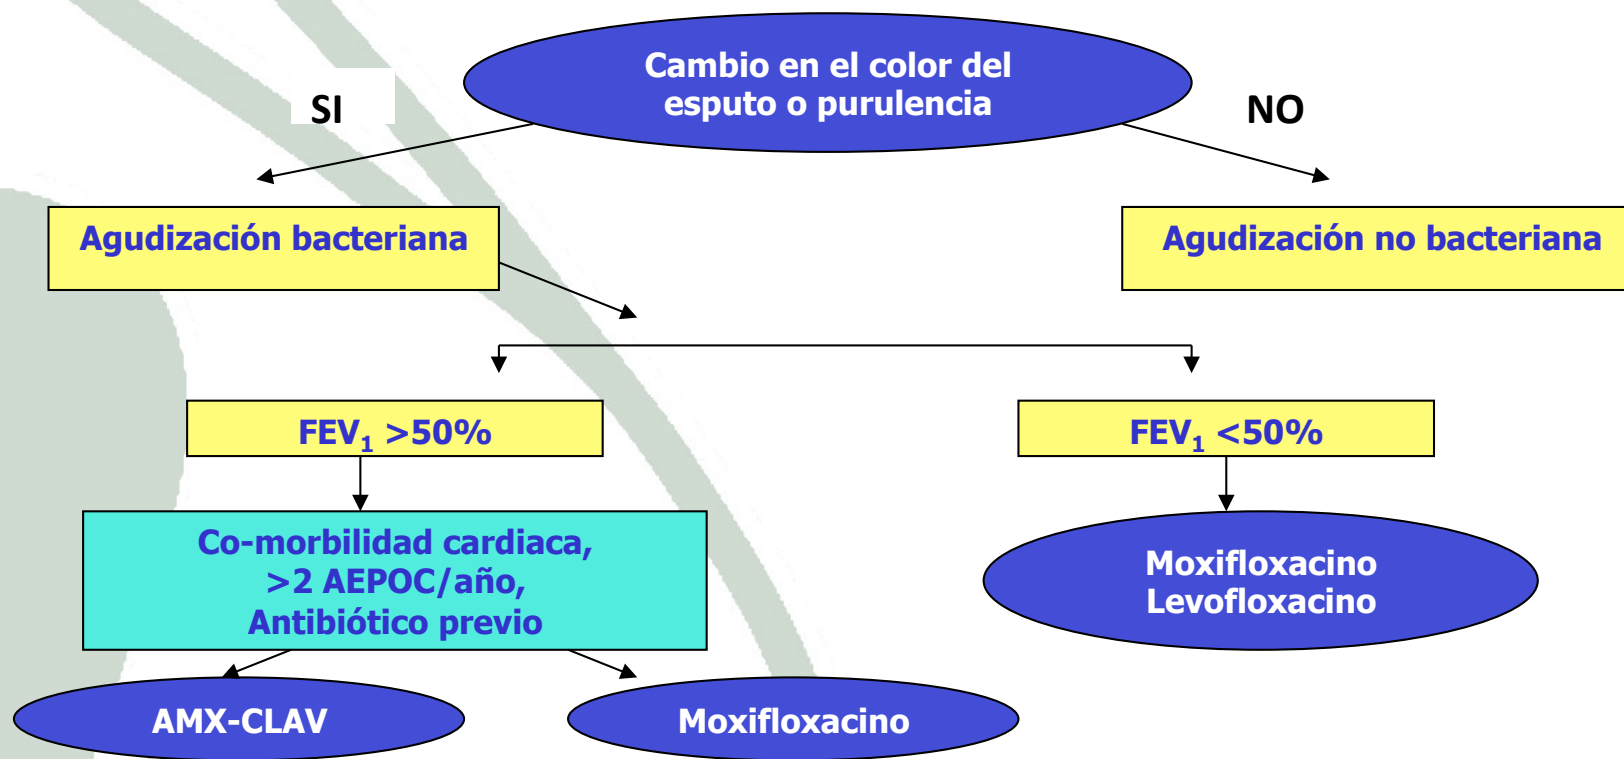 Cambio en el color del
esputo o purulencia
SI
NO
Agudización bacteriana
Agudización no bacteriana
FEV₁ >50%
FEV₁ <50%
Co-morbilidad cardiaca,
>2 AEPOC/año,
Antibiótico previo
Moxifloxacino
Levofloxacino
AMX-CLAV
Moxifloxacino